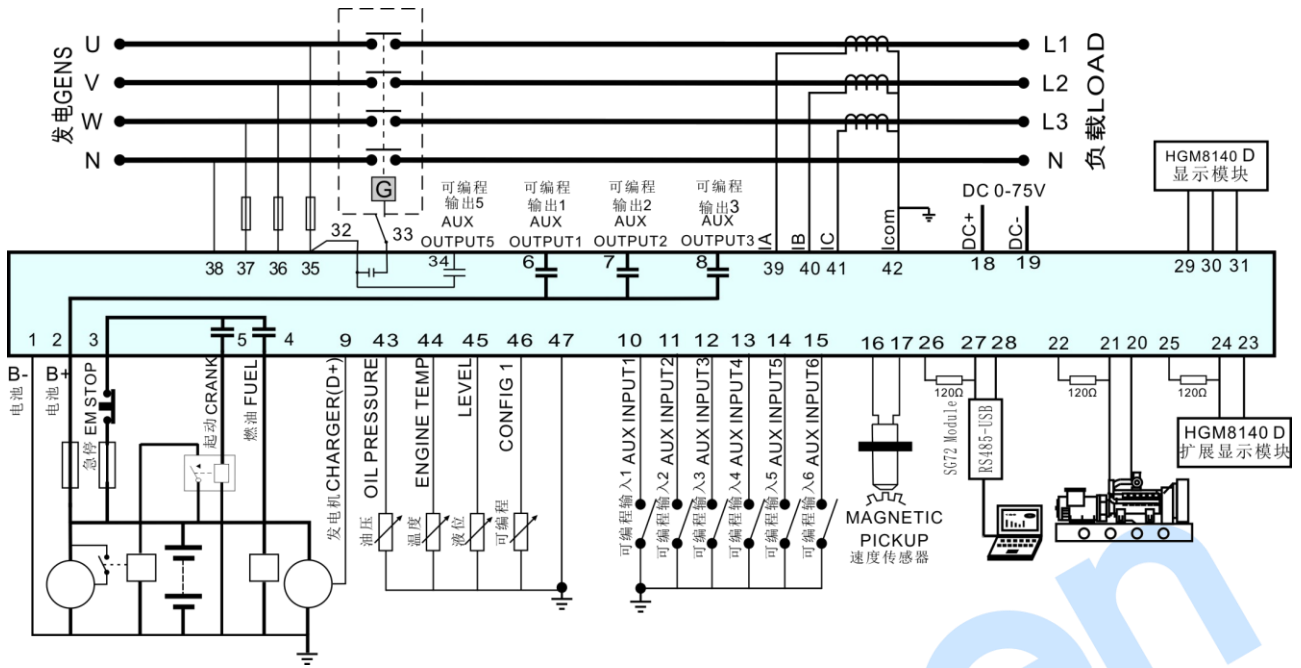 发电GENS
U
V
W
N
L1
L2
L3
N
负载LOAD
G
32
33
可编程
输出5
AUX
OUTPUT5
可编程
输出1
AUX
OUTPUT1
可编程
输出2
AUX
OUTPUT2
可编程
输出3
AUX
OUTPUT3
IA
IB
IC
Icom
DC 0-75V
DC+
DC-
HGM8140 D
显示模块
38
37
36
35
34
6
7
8
39
40
41
42
18
19
29
30
31
1
2
3
5
4
9
43
44
45
46
47
10
11
12
13
14
15
16
17
26
27
28
22
21
20
25
24
23
B-
电池
B+
电池
急停 EM STOP
起动 CRANK
燃油 FUEL
发电机 CHARGER(D+)
油压
OIL PRESSURE
温度
ENGINE TEMP
液位
LEVEL
可编程
CONFIG 1
可编程输入1 AUX INPUT1
可编程输入2 AUX INPUT2
可编程输入3 AUX INPUT3
可编程输入4 AUX INPUT4
可编程输入5 AUX INPUT5
可编程输入6 AUX INPUT6
MAGNETIC
PICKUP
速度传感器
120Ω
SG72 Module
RS485-USB
120Ω
120Ω
HGM8140 D
扩展显示模块
en